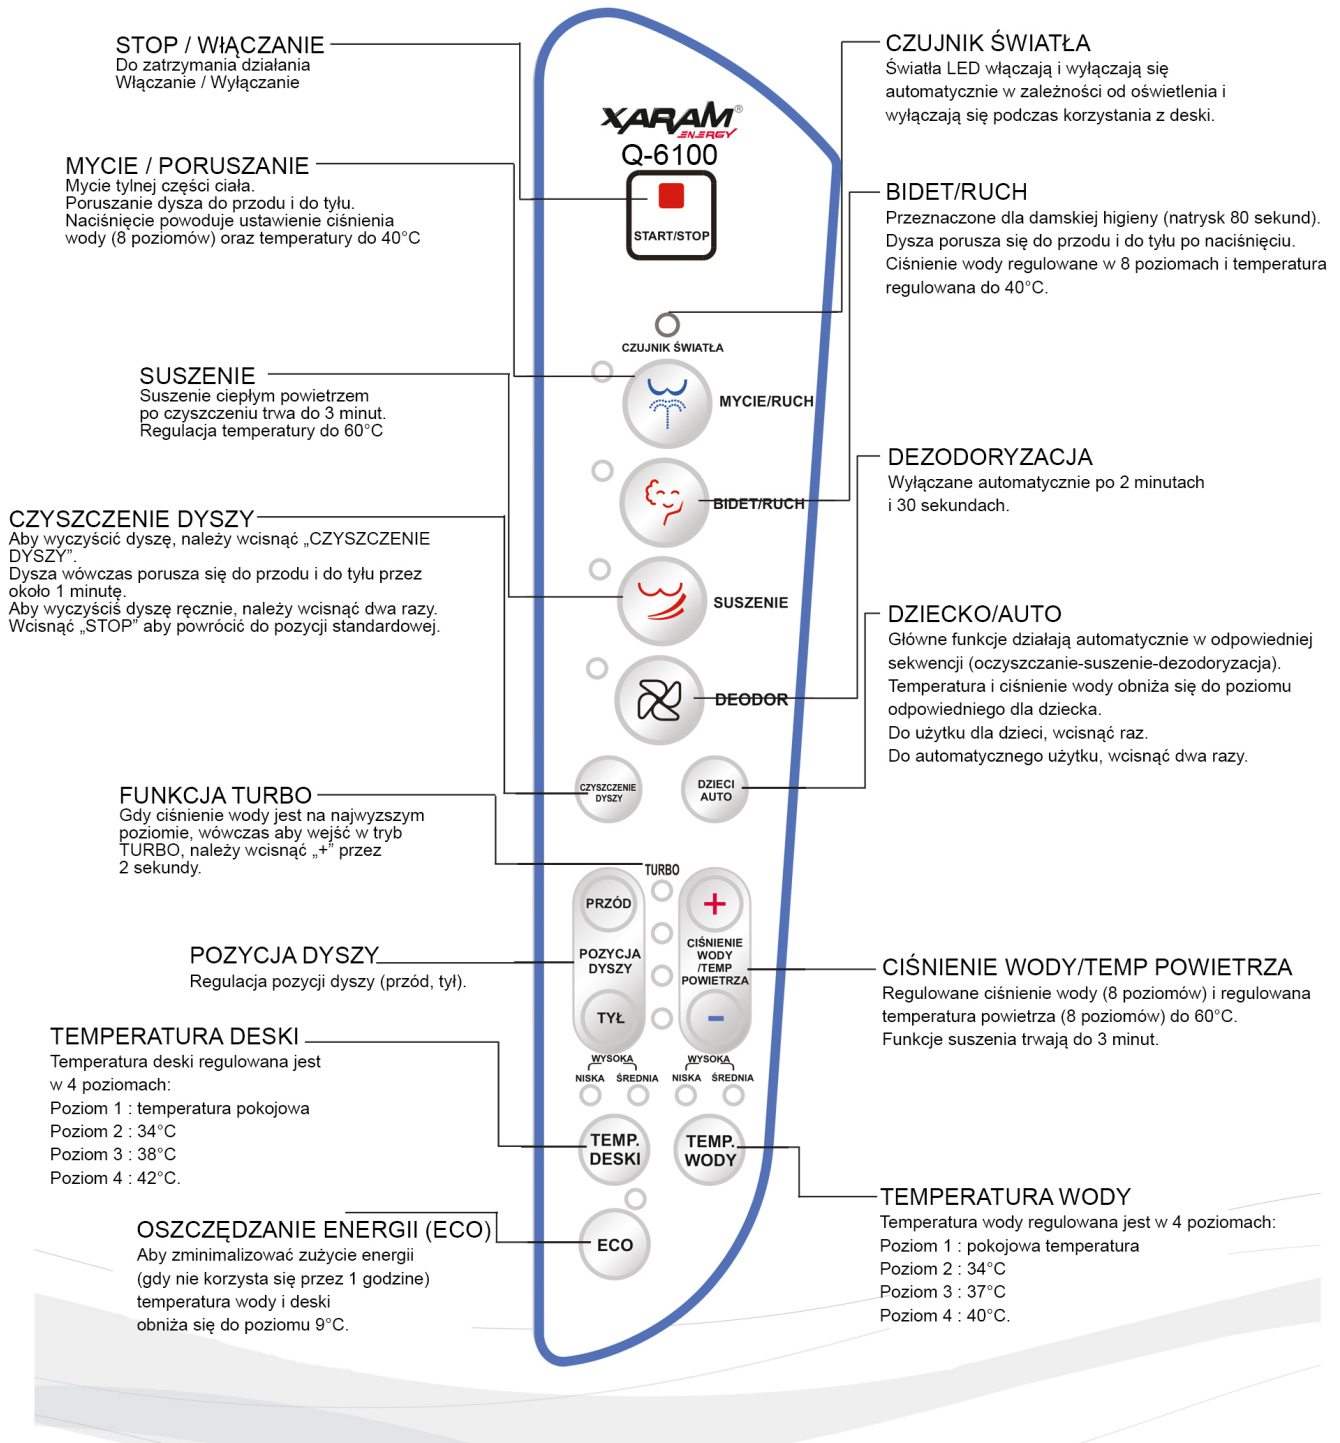 STOP / WŁĄCZANIE
Do zatrzymania działania
Włączanie / Wyłączanie
MYCIE / PORUSZANIE
Mycie tylnej części ciała.
Poruszanie dysza do przodu i do tyłu.
Naciśnięcie powoduje ustawienie ciśnienia
wody (8 poziomów) oraz temperatury do 40°C
SUSZENIE
Suszenie ciepłym powietrzem
po czyszczeniu trwa do 3 minut.
Regulacja temperatury do 60°C
CZYSZCZENIE DYSZY
Aby wyczyścić dyszę, należy wcisnąć „CZYSZCZENIE
DYSZY”.
Dysza wówczas porusza się do przodu i do tyłu przez
około 1 minutę.
Aby wyczyściś dyszę ręcznie, należy wcisnąć dwa razy.
Wcisnąć „STOP” aby powrócić do pozycji standardowej.
FUNKCJA TURBO
Gdy ciśnienie wody jest na najwyzszym
poziomie, wówczas aby wejść w tryb
TURBO, należy wcisnąć „+” przez
2 sekundy.
POZYCJA DYSZY
Regulacja pozycji dyszy (przód, tył).
TEMPERATURA DESKI
Temperatura deski regulowana jest
w 4 poziomach:
Poziom 1 : temperatura pokojowa
Poziom 2 : 34°C
Poziom 3 : 38°C
Poziom 4 : 42°C.
OSZCZĘDZANIE ENERGII (ECO)
Aby zminimalizować zużycie energii
(gdy nie korzysta się przez 1 godzine)
temperatura wody i deski
obniża się do poziomu 9°C.
XARAM®
ENERGY
Q-6100
START/STOP
CZUJNIK ŚWIATŁA
MYCIE/RUCH
BIDET/RUCH
SUSZENIE
DEODOR
CZYSZCZENIE
DYSZY
DZIECI
AUTO
TURBO
PRZÓD
POZYCJA
DYSZY
TYŁ
+
CIŚNIENIE
WODY
/TEMP
POWIETRZA
−
WYSOKA
NISKA ŚREDNIA
WYSOKA
NISKA ŚREDNIA
TEMP.
DESKI
TEMP.
WODY
ECO
CZUJNIK ŚWIATŁA
Światła LED włączają i wyłączają się
automatycznie w zależności od oświetlenia i
wyłączają się podczas korzystania z deski.
BIDET/RUCH
Przeznaczone dla damskiej higieny (natrysk 80 sekund).
Dysza porusza się do przodu i do tyłu po naciśnięciu.
Ciśnienie wody regulowane w 8 poziomach i temperatura
regulowana do 40°C.
DEZODORYZACJA
Wyłączane automatycznie po 2 minutach
i 30 sekundach.
DZIECKO/AUTO
Główne funkcje działają automatycznie w odpowiedniej
sekwencji (oczyszczanie-suszenie-dezodoryzacja).
Temperatura i ciśnienie wody obniża się do poziomu
odpowiedniego dla dziecka.
Do użytku dla dzieci, wcisnąć raz.
Do automatycznego użytku, wcisnąć dwa razy.
CIŚNIENIE WODY/TEMP POWIETRZA
Regulowane ciśnienie wody (8 poziomów) i regulowana
temperatura powietrza (8 poziomów) do 60°C.
Funkcje suszenia trwają do 3 minut.
TEMPERATURA WODY
Temperatura wody regulowana jest w 4 poziomach:
Poziom 1 : pokojowa temperatura
Poziom 2 : 34°C
Poziom 3 : 37°C
Poziom 4 : 40°C.